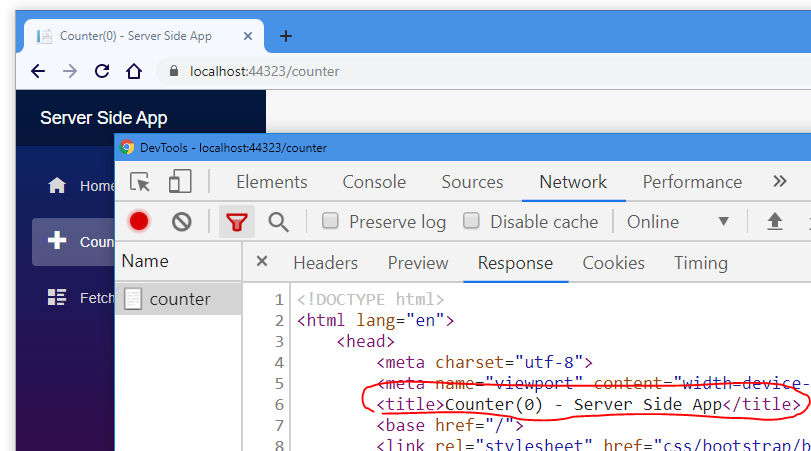 Counter(0) - Server Side App
localhost:44323/counter
Server Side App
DevTools - localhost:44323/counter
Home
Elements Console Sources Network Performance »
Coun
Preserve log Disable cache Online
Fetch
Name
Headers Preview Response Cookies Timing
counter
1 <!DOCTYPE html>
2 <html lang="en">
3 <head>
4 <meta charset="utf-8">
5 <meta name="viewport" content="width=device-
6 <title>Counter(0) - Server Side App</title>
7 <base href="/">
8 <link rel="stylesheet" href="css/bootstrap/b